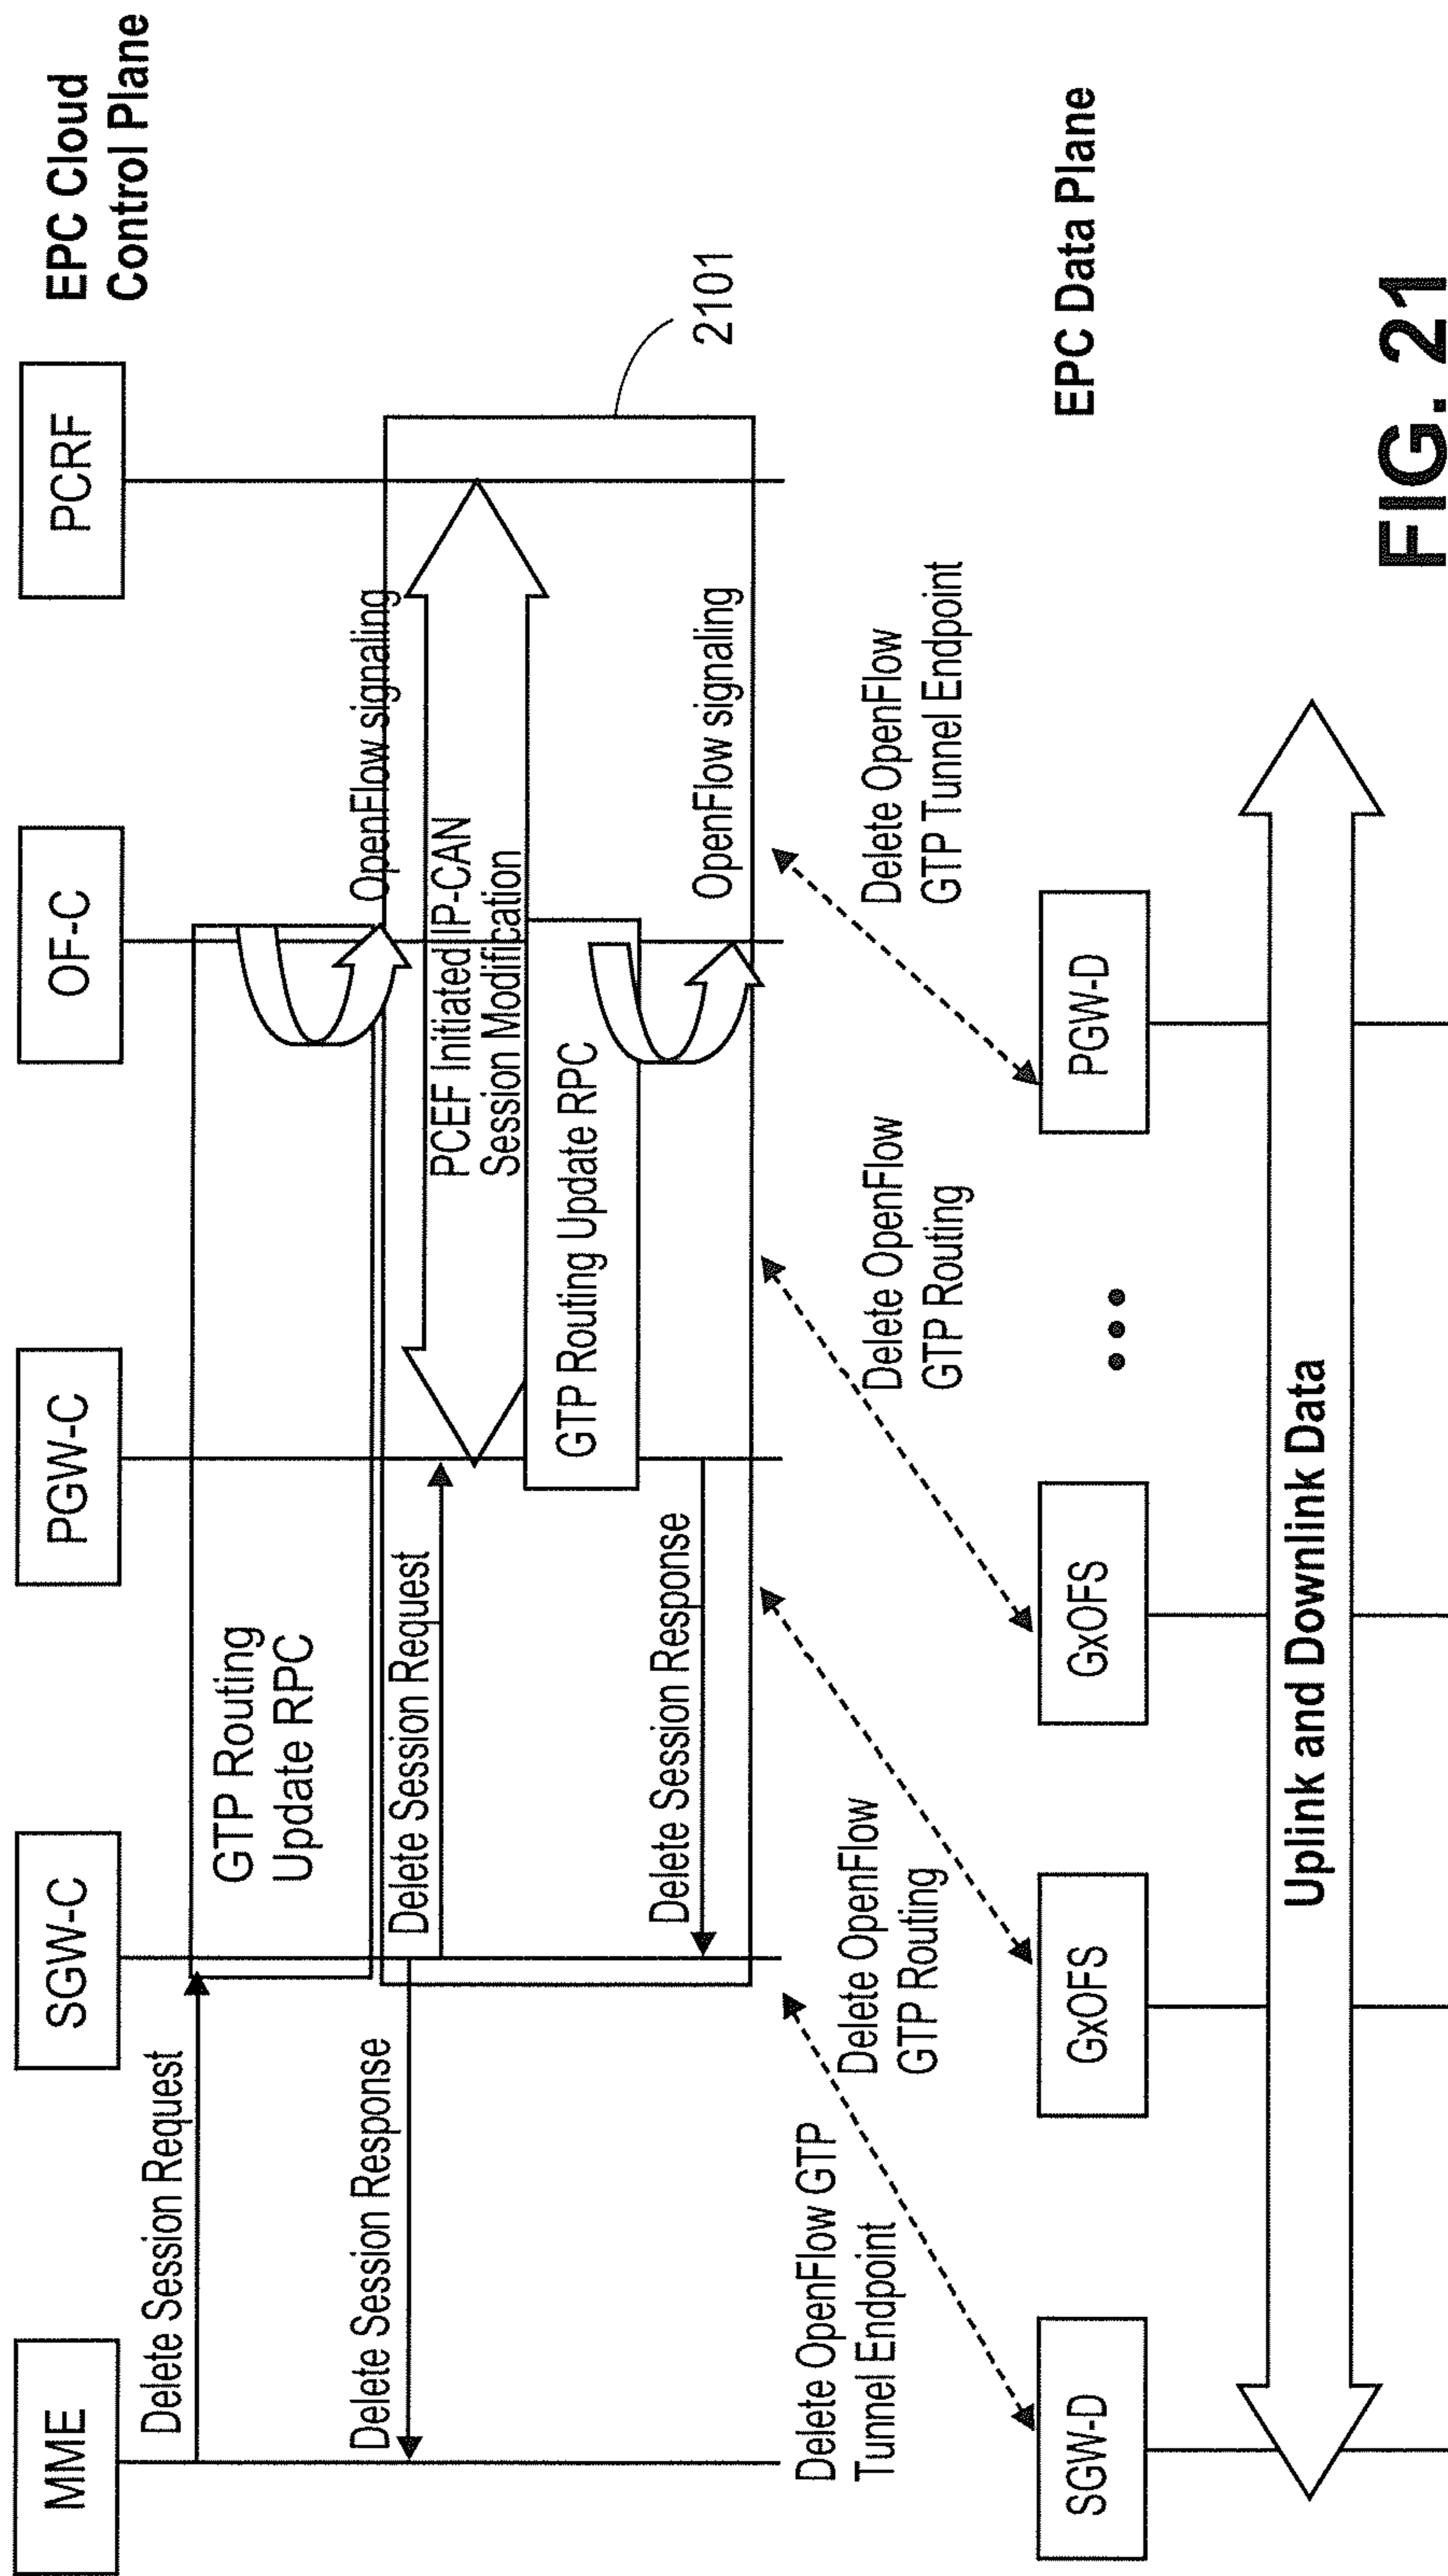 EPC Cloud
Control Plane
MME
SGW-C
PGW-C
OF-C
PCRF
Delete Session Request
GTP Routing
Update RPC
OpenFlow signaling
Delete Session Response
Delete Session Request
PCEF Initiated IP-CAN
Session Modification
GTP Routing Update RPC
Delete Session Response
OpenFlow signaling
2101
Delete OpenFlow GTP
Tunnel Endpoint
Delete OpenFlow
GTP Routing
Delete OpenFlow
GTP Routing
Delete OpenFlow
GTP Tunnel Endpoint
EPC Data Plane
SGW-D
GxOFS
GxOFS
•••
PGW-D
Uplink and Downlink Data
FIG. 21